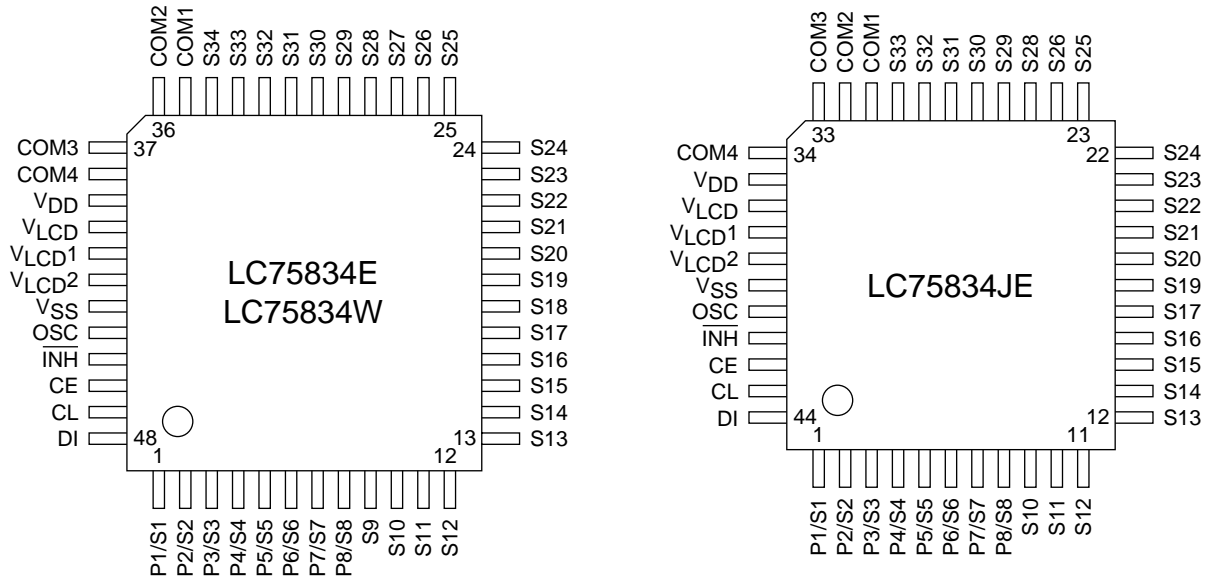 COM2
COM1
S34
S33
S32
S31
S30
S29
S28
S27
S26
S25
36
25
COM3
37
24
S24
COM4
S23
VDD
S22
VLCD
S21
VLCD1
S20
VLCD2
S19
VSS
S18
OSC
S17
INH
S16
CE
S15
CL
S14
DI
48
13
S13
LC75834E
LC75834W
1
12
P1/S1
P2/S2
P3/S3
P4/S4
P5/S5
P6/S6
P7/S7
P8/S8
S9
S10
S11
S12
COM3
COM2
COM1
S33
S32
S31
S30
S29
S28
S26
S25
33
23
COM4
34
22
S24
VDD
S23
VLCD
S22
VLCD1
S21
VLCD2
S20
VSS
S19
OSC
S17
INH
S16
CE
S15
CL
S14
DI
44
12
S13
LC75834JE
1
11
P1/S1
P2/S2
P3/S3
P4/S4
P5/S5
P6/S6
P7/S7
P8/S8
S10
S11
S12